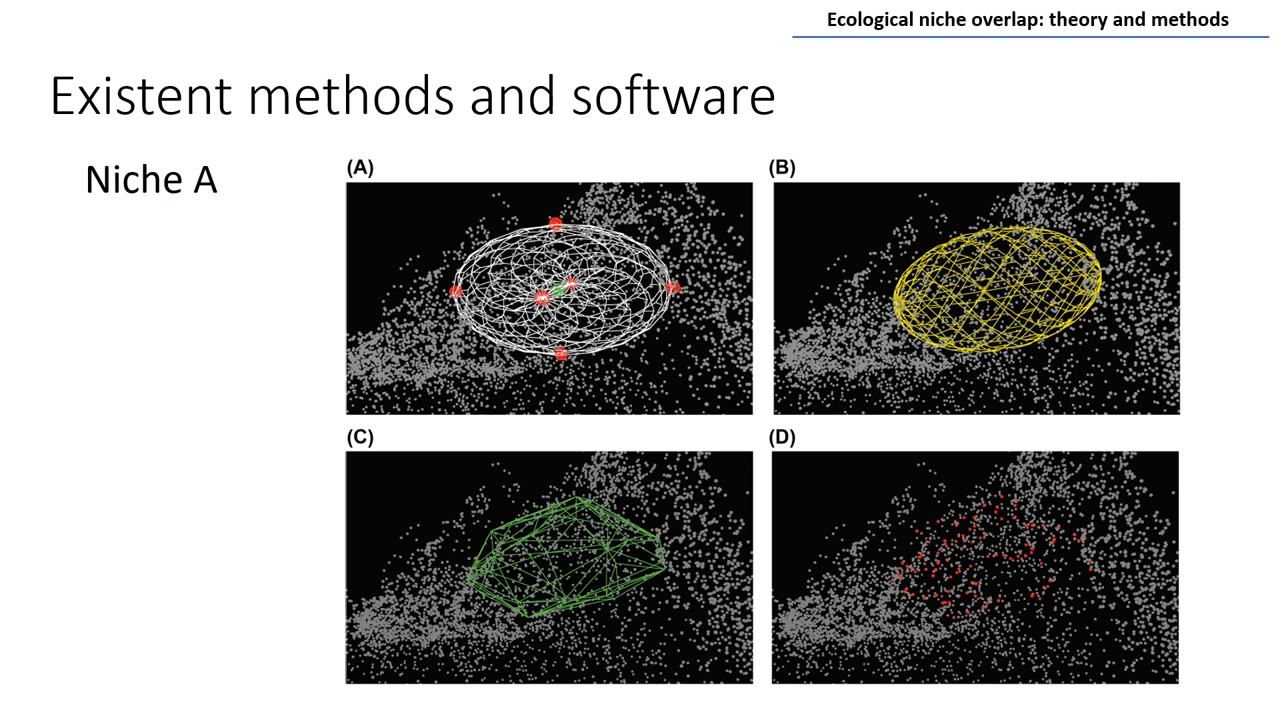 Ecological niche overlap: theory and methods
Existent methods and software
Niche A
(A)
(B)
(C)
(D)